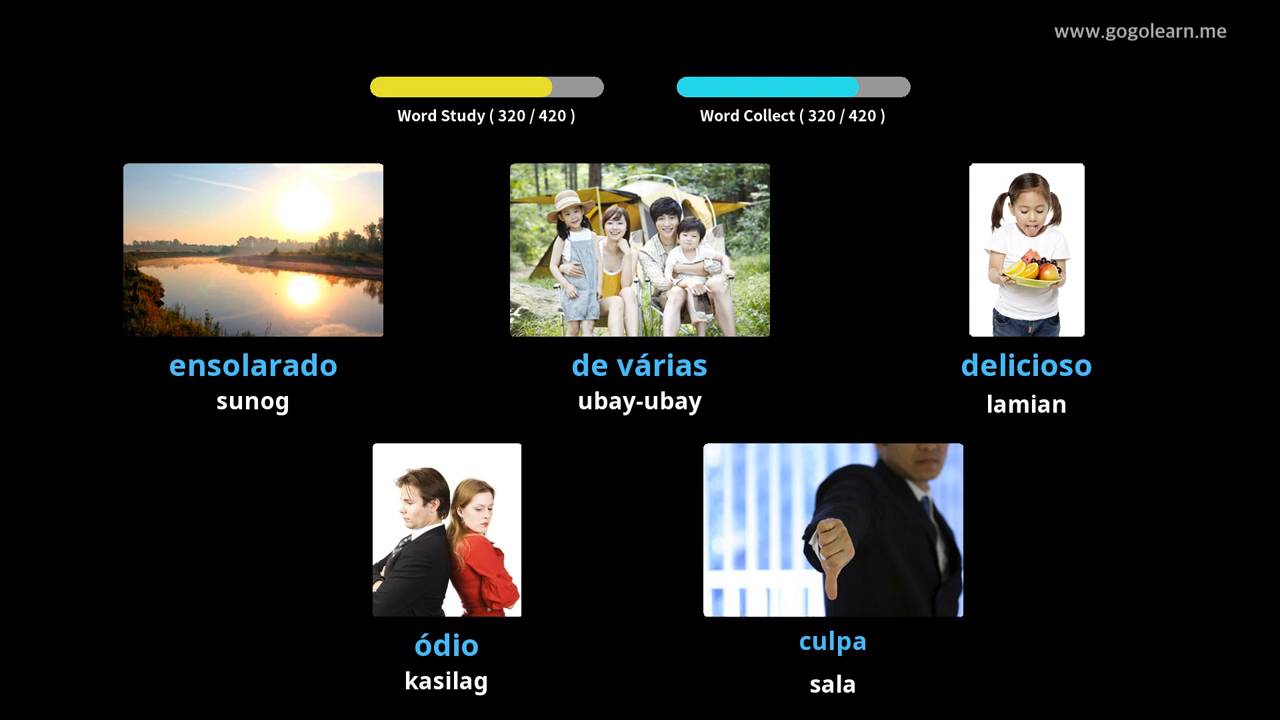 www.gogolearn.me
Word Study ( 320 / 420 )
Word Collect ( 320 / 420 )
ensolarado
sunog
de várias
ubay-ubay
delicioso
lamian
ódio
kasilag
culpa
sala